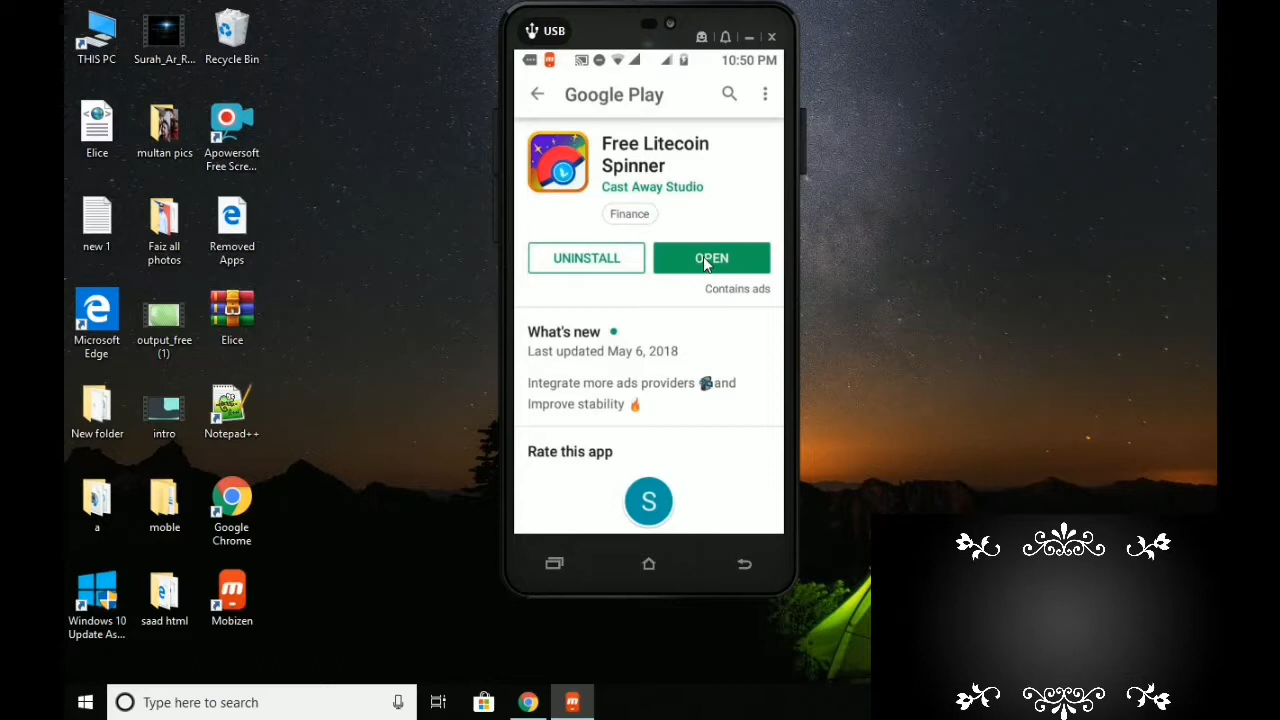 THIS PC
Surah_Ar_R...
Recycle Bin
Elice
multan pics
Apowersoft
Free Scre...
new 1
Faiz all
photos
Removed
Apps
Microsoft
Edge
output_free
(1)
Elice
New folder
intro
Notepad++
a
moble
Google
Chrome
Windows 10
Update As...
saad html
Mobizen
USB
10:50 PM
Google Play
Free Litecoin
Spinner
Cast Away Studio
Finance
UNINSTALL
OPEN
Contains ads
What's new
Last updated May 6, 2018
Integrate more ads providers 📽and
Improve stability 🔥
Rate this app
S
Type here to search